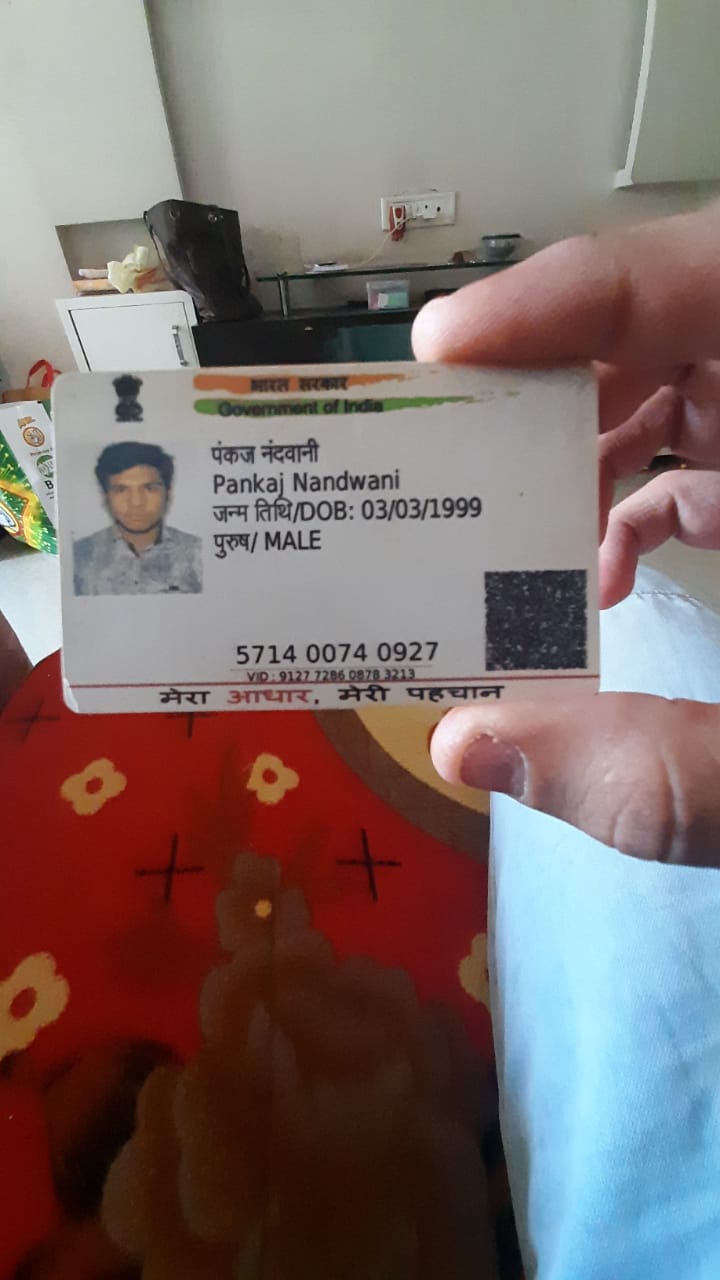 भारत सरकार
Government of India
पंकज नंदवानी
Pankaj Nandwani
जन्म तिथि/DOB: 03/03/1999
पुरुष/ MALE
5714 0074 0927
VID : 9127 7286 0878 3213
मेरा आधार, मेरी पहचान